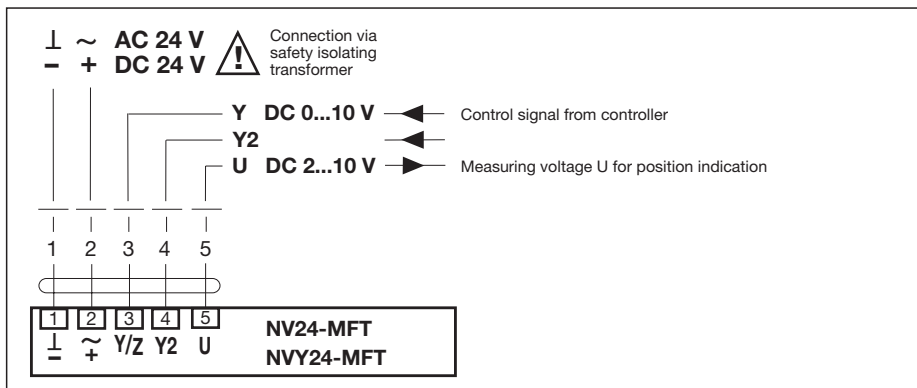 ⊥ ~ AC 24 V
– + DC 24 V
Connection via
safety isolating
transformer
Y DC 0...10 V Control signal from controller
Y2
U DC 2...10 V Measuring voltage U for position indication
1 2 3 4 5
1 2 3 4 5
⊥ ~ Y/Z Y2 U
– +
NV24-MFT
NVY24-MFT